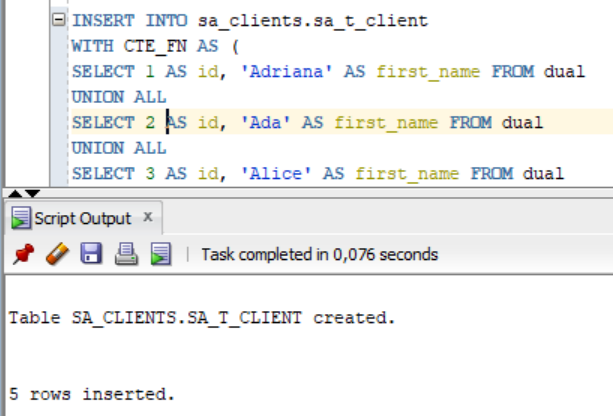 INSERT INTO sa_clients.sa_t_client
WITH CTE_FN AS (
SELECT 1 AS id, 'Adriana' AS first_name FROM dual
UNION ALL
SELECT 2 AS id, 'Ada' AS first_name FROM dual
UNION ALL
SELECT 3 AS id, 'Alice' AS first_name FROM dual
Script Output x
Task completed in 0,076 seconds
Table SA_CLIENTS.SA_T_CLIENT created.
5 rows inserted.